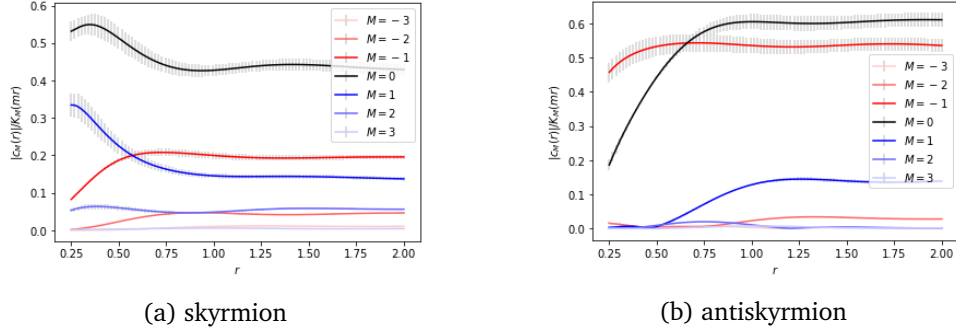 0.6
0.5
0.4
0.3
0.2
0.1
0.0
|c_M(r)|/K_M(mr)
M = −3
M = −2
M = −1
M = 0
M = 1
M = 2
M = 3
0.25 0.50 0.75 1.00 1.25 1.50 1.75 2.00
r
(a) skyrmion
0.6
0.5
0.4
0.3
0.2
0.1
0.0
|c_M(r)|/K_M(mr)
M = −3
M = −2
M = −1
M = 0
M = 1
M = 2
M = 3
0.25 0.50 0.75 1.00 1.25 1.50 1.75 2.00
r
(b) antiskyrmion